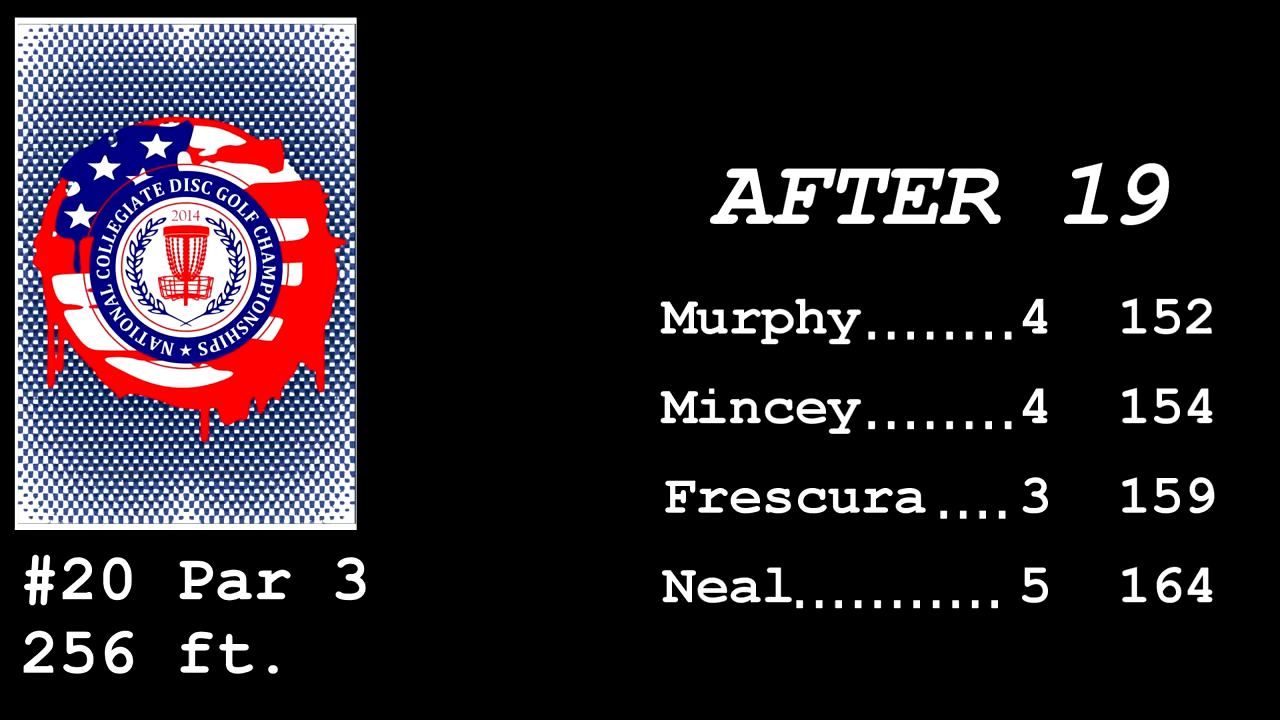 NATIONAL COLLEGIATE DISC GOLF CHAMPIONSHIPS ★
2014
#20 Par 3
256 ft.
AFTER 19
Murphy........4 152
Mincey........4 154
Frescura....3 159
Neal...........5 164